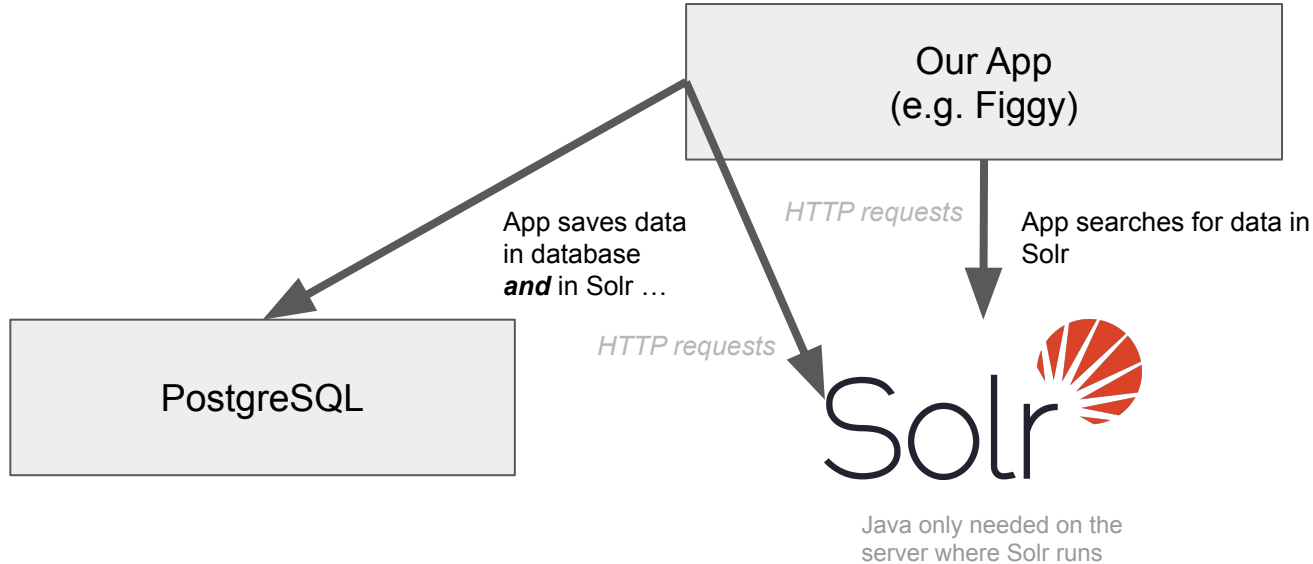 Our App
(e.g. Figgy)
HTTP requests
App searches for data in
Solr
App saves data
in database
and in Solr …
HTTP requests
PostgreSQL
Solr
Java only needed on the
server where Solr runs